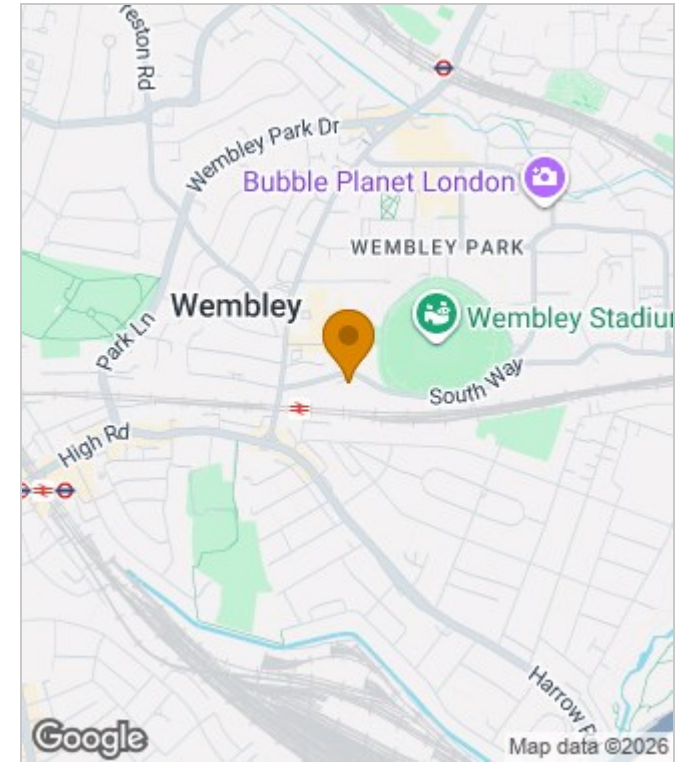 Preston Rd
Wembley Park Dr
Bubble Planet London
WEMBLEY PARK
Wembley
Wembley Stadiu
Park Ln
South Way
High Rd
Harrow R
Google
Map data ©2026